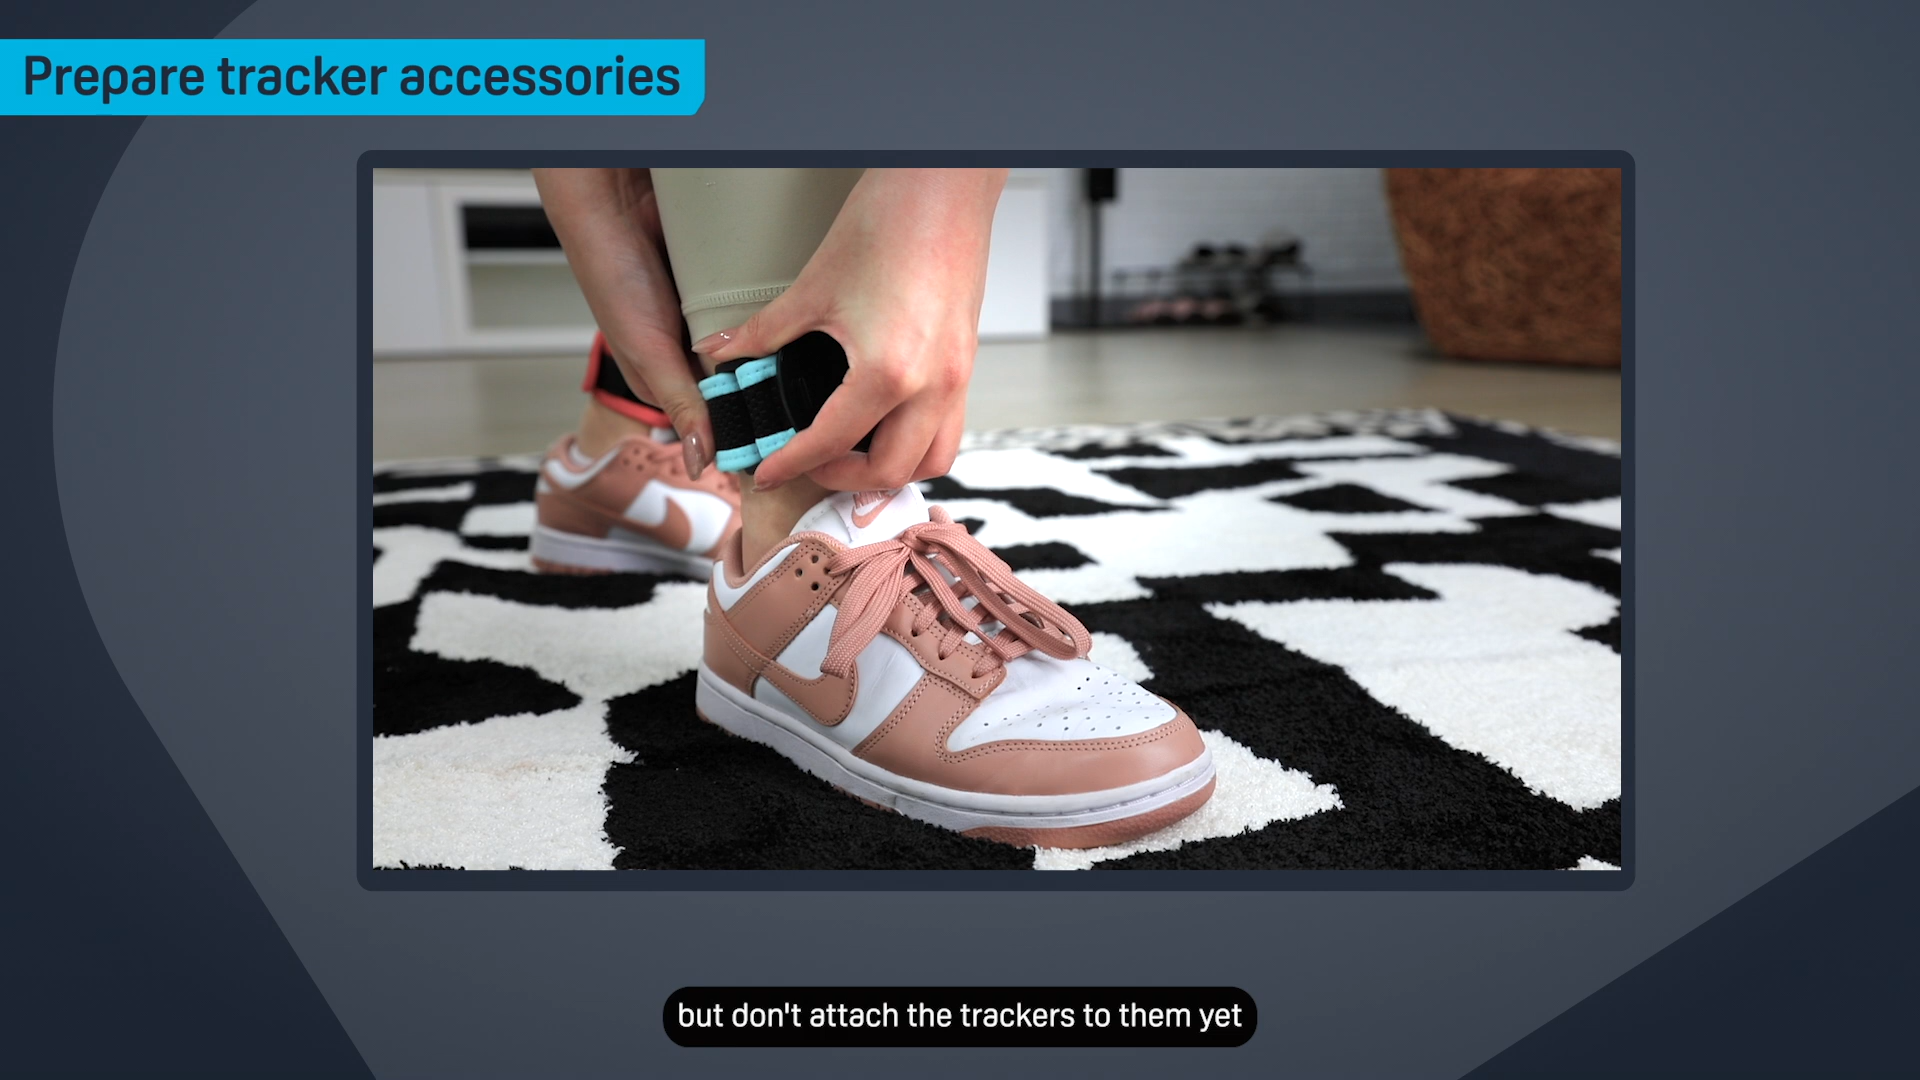 Prepare tracker accessories
but don't attach the trackers to them yet